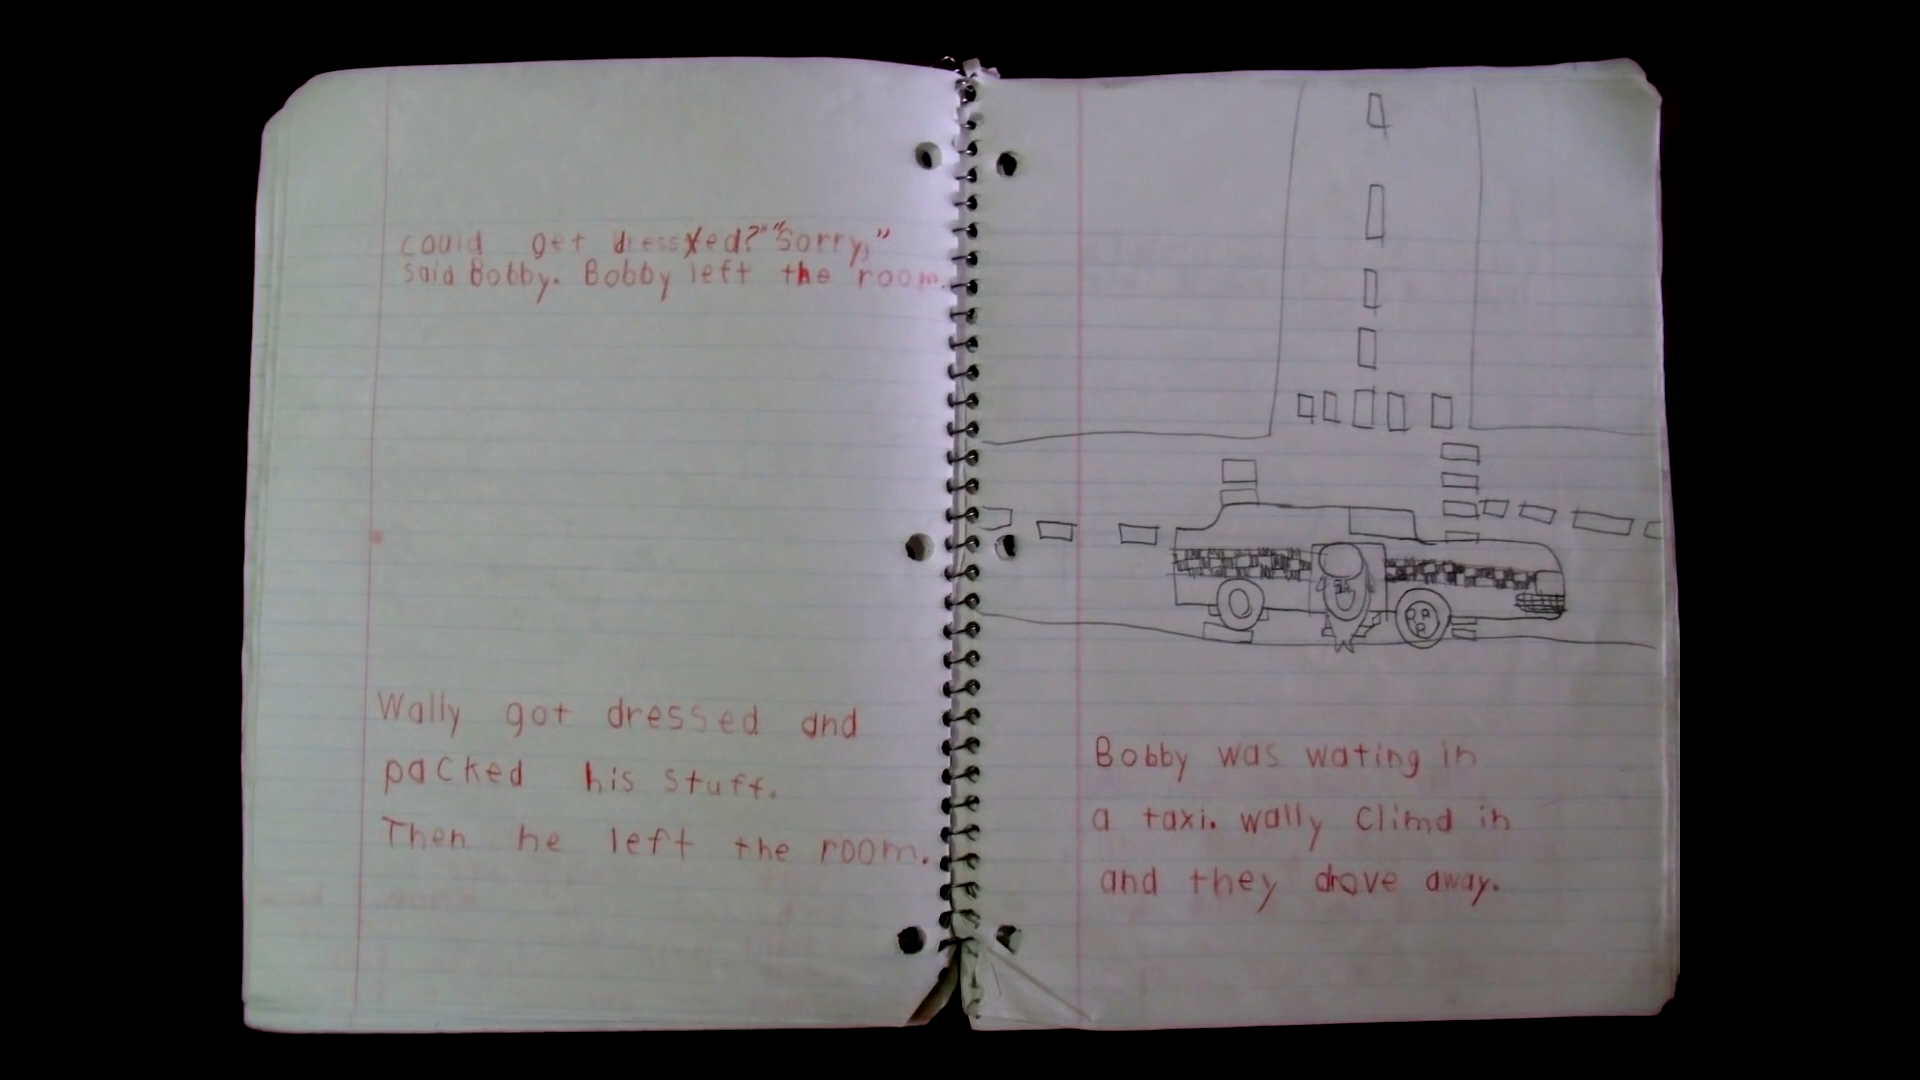 could get dressed?" "Sorry,"
said Bobby. Bobby left the room.
Wally got dressed and
packed his stuff.
Then he left the room.
Bobby was wating in
a taxi. Wally Climd in
and they drove away.